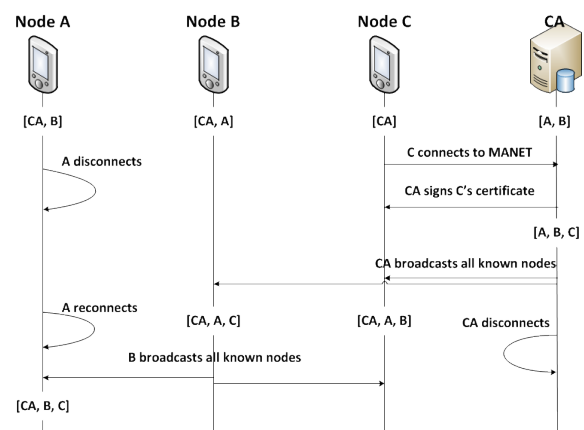 Node A Node B Node C CA
[CA, B] [CA, A] [CA] [A, B]
C connects to MANET
A disconnects
CA signs C's certificate
[A, B, C]
CA broadcasts all known nodes
A reconnects
[CA, A, C] [CA, A, B] CA disconnects
B broadcasts all known nodes
[CA, B, C]